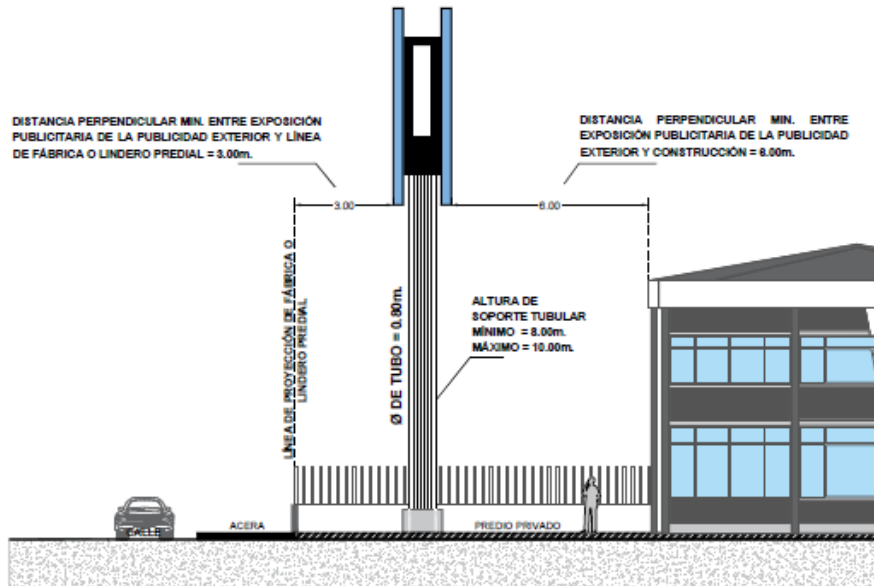 DISTANCIA PERPENDICULAR MIN. ENTRE EXPOSICIÓN
PUBLICITARIA DE LA PUBLICIDAD EXTERIOR Y LÍNEA
DE FÁBRICA O LINDERO PREDIAL = 3.00m.
DISTANCIA PERPENDICULAR MIN. ENTRE
EXPOSICIÓN PUBLICITARIA DE LA PUBLICIDAD
EXTERIOR Y CONSTRUCCIÓN = 6.00m.
3.00
6.00
LÍNEA DE PROYECCIÓN DE FÁBRICA O
LINDERO PREDIAL
Ø DE TUBO = 0.80m.
ALTURA DE
SOPORTE TUBULAR
MÍNIMO = 8.00m.
MÁXIMO = 10.00m.
CALLE
ACERA
PREDIO PRIVADO